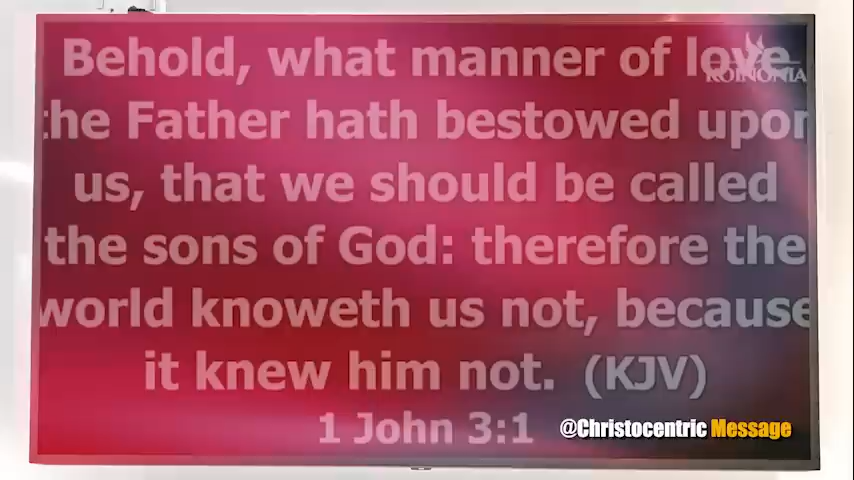 Behold, what manner of love
KOINONIA
the Father hath bestowed upon
us, that we should be called
the sons of God: therefore the
world knoweth us not, because
it knew him not. (KJV)
1 John 3:1
@Christocentric Message